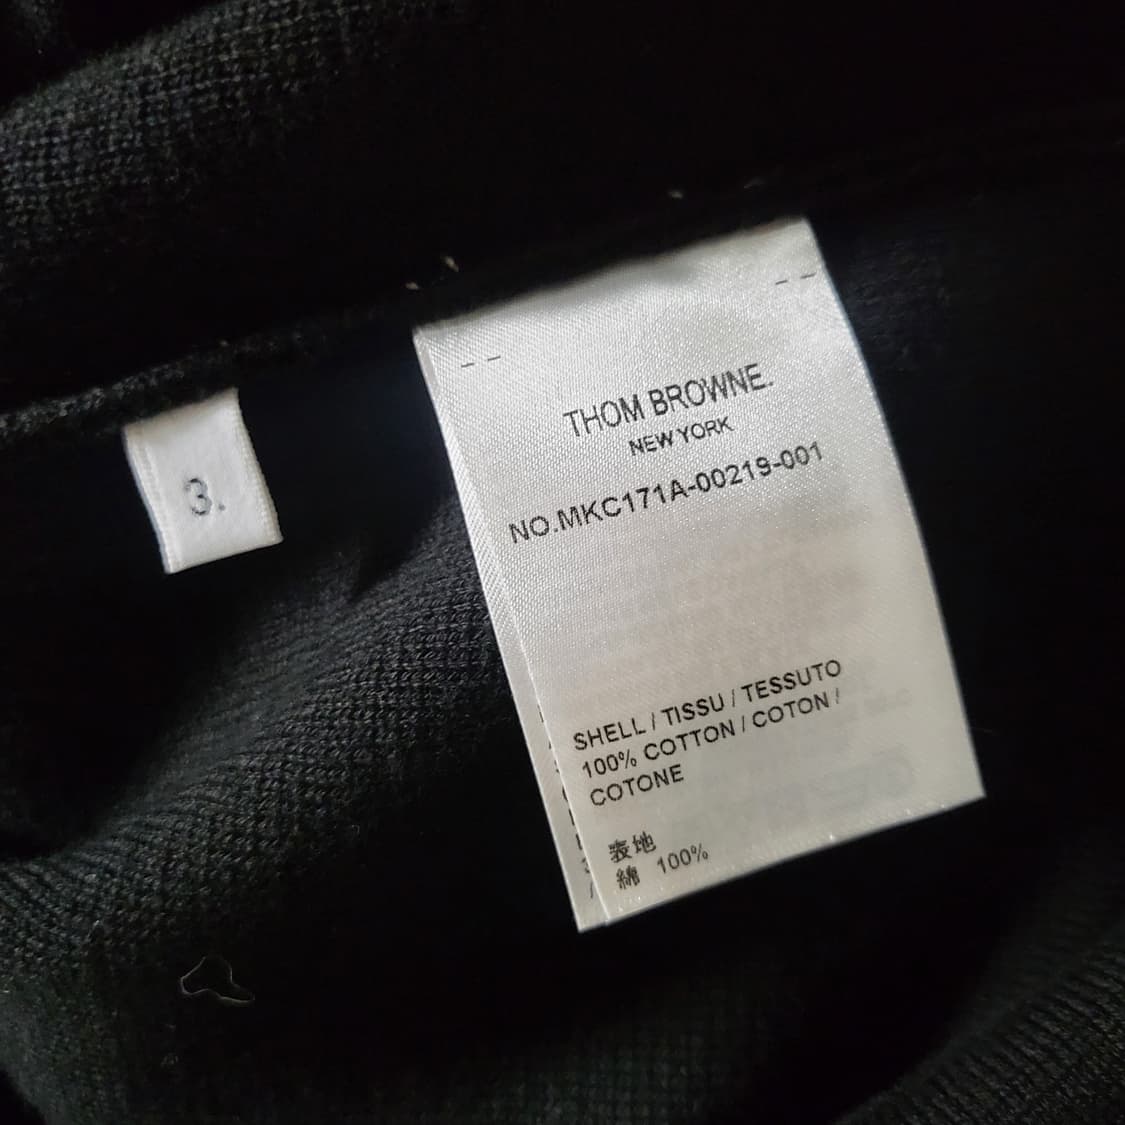 3.
THOM BROWNE.
NEW YORK
NO.MKC171A-00219-001
SHELL / TISSU / TESSUTO
100% COTTON / COTON /
COTONE
表地
綿 100%